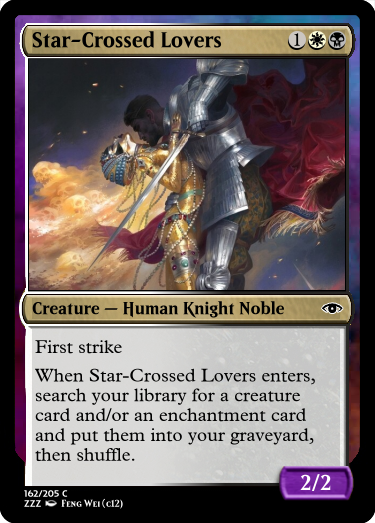 Star-Crossed Lovers 1
Creature — Human Knight Noble
First strike
When Star-Crossed Lovers enters,
search your library for a creature
card and/or an enchantment card
and put them into your graveyard,
then shuffle.
2/2
162/205 C
ZZZ Feng Wei (c12)